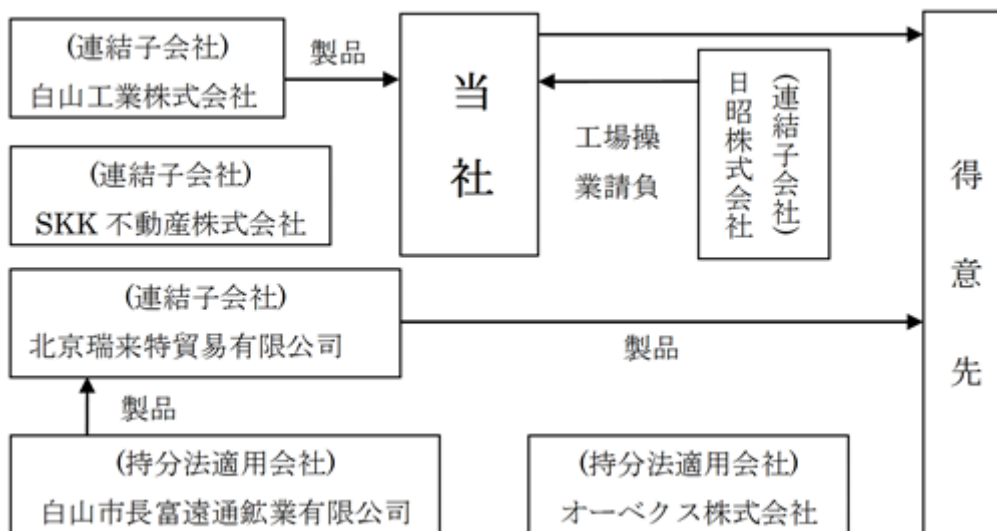 (連結子会社)
白山工業株式会社
製品
当社
工場操
業請負
(連結子会社)
日昭株式会社
得意先
(連結子会社)
SKK 不動産株式会社
(連結子会社)
北京瑞来特貿易有限公司
製品
製品
(持分法適用会社)
白山市長富遠通鉱業有限公司
(持分法適用会社)
オーベクス株式会社